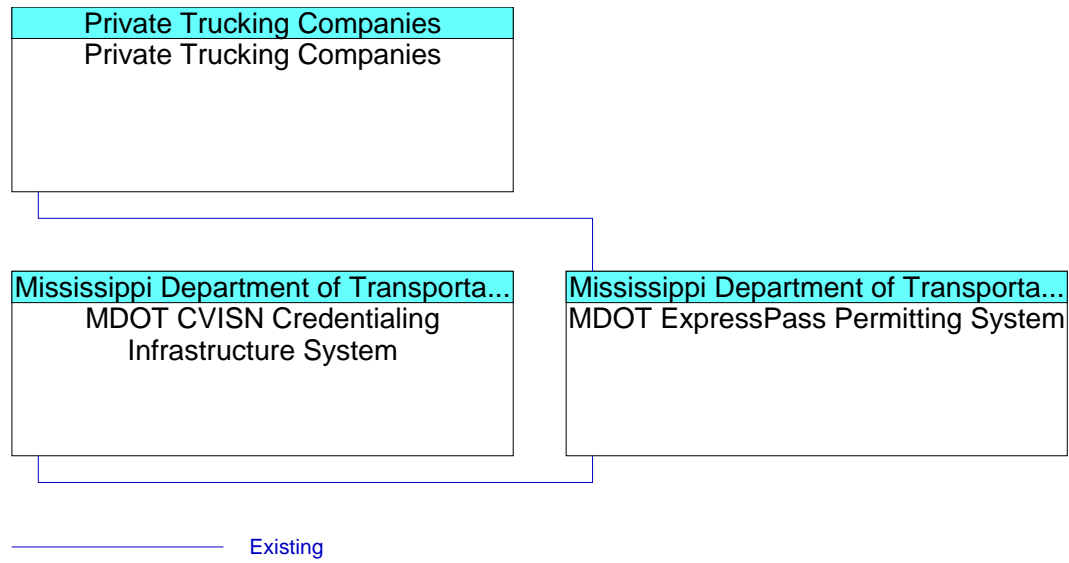 Private Trucking Companies
Private Trucking Companies
Mississippi Department of Transporta...
MDOT CVISN Credentialing
Infrastructure System
Mississippi Department of Transporta...
MDOT ExpressPass Permitting System
Existing